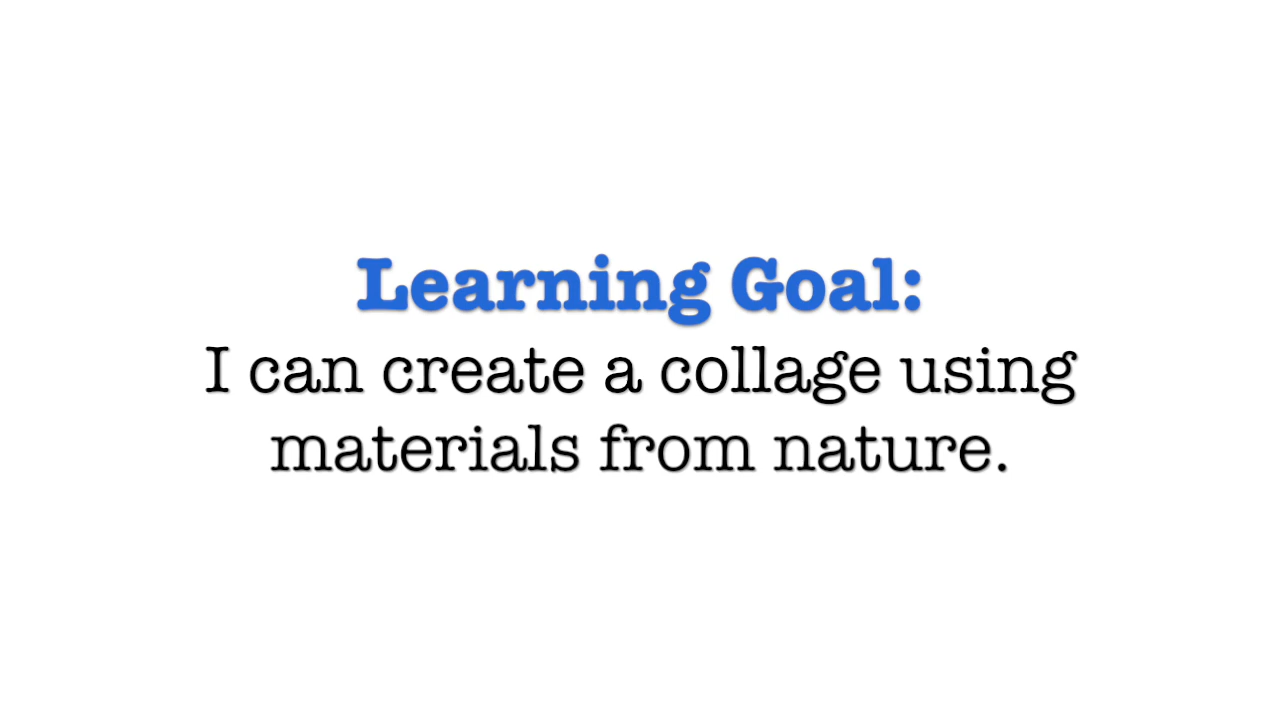 Learning Goal:
I can create a collage using
materials from nature.